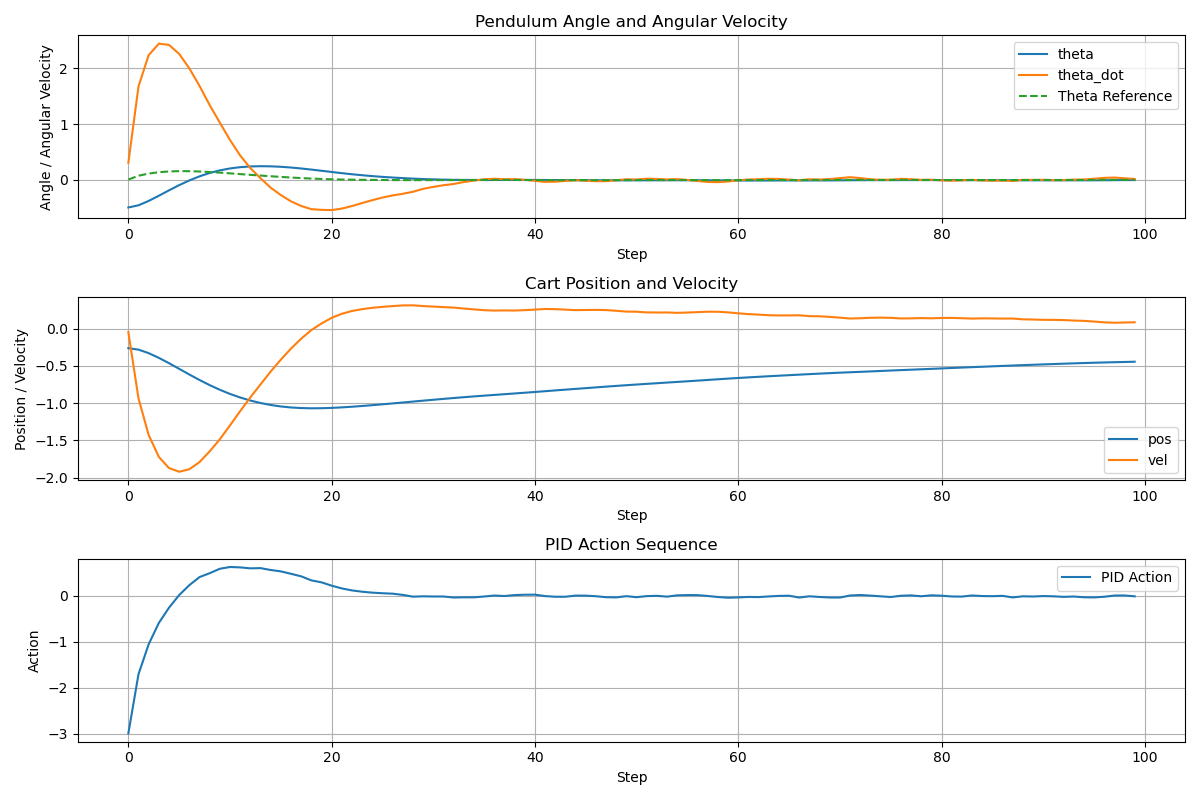 Pendulum Angle and Angular Velocity
Angle / Angular Velocity
2
1
0
theta
theta_dot
Theta Reference
0
20
40
60
80
100
Step
Cart Position and Velocity
Position / Velocity
0.0
−0.5
−1.0
−1.5
−2.0
pos
vel
0
20
40
60
80
100
Step
PID Action Sequence
Action
0
−1
−2
−3
PID Action
0
20
40
60
80
100
Step